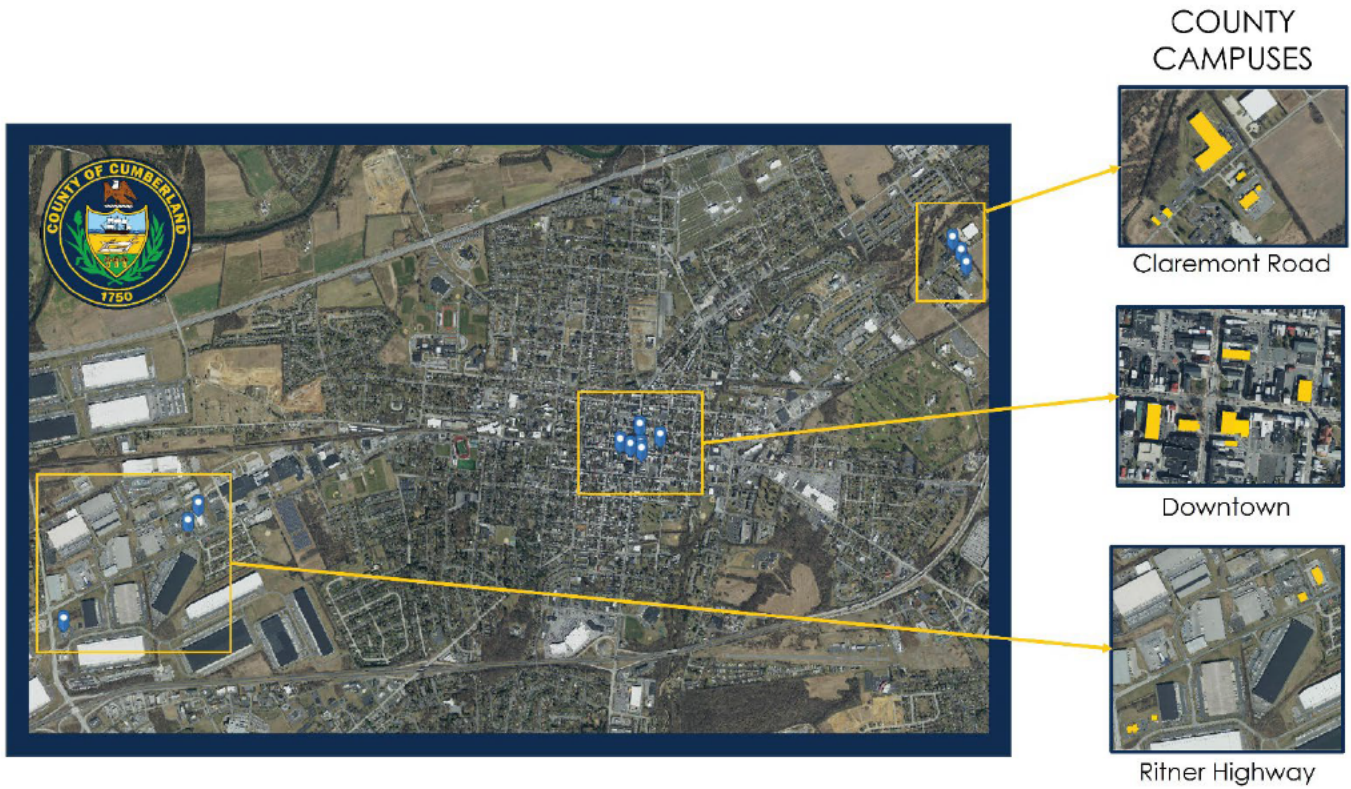 COUNTY
CAMPUSES
COUNTY OF CUMBERLAND
1750
Claremont Road
Downtown
Ritner Highway